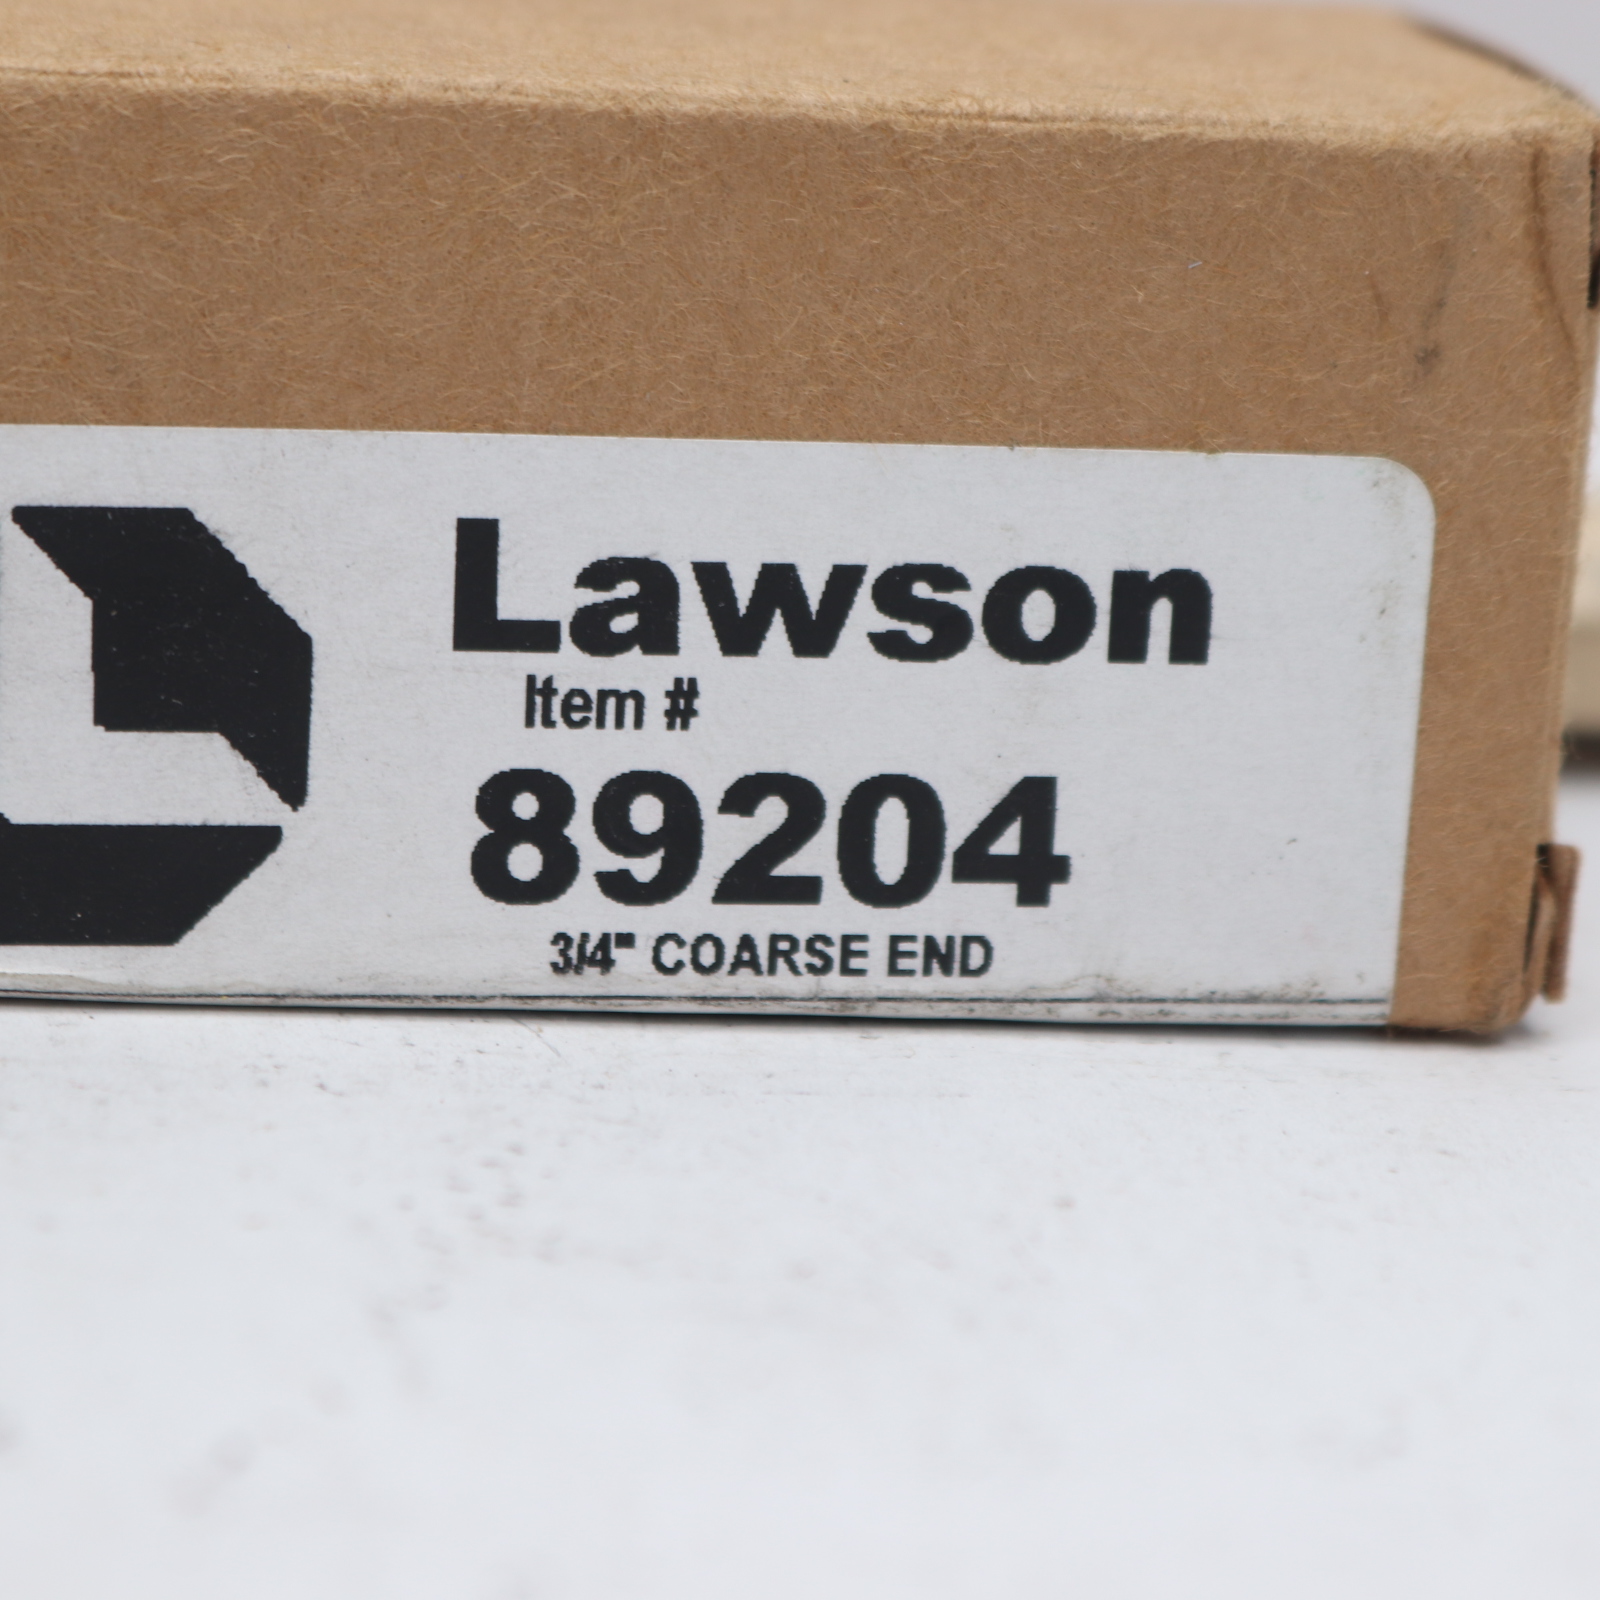 Lawson
Item #
89204
3/4" COARSE END